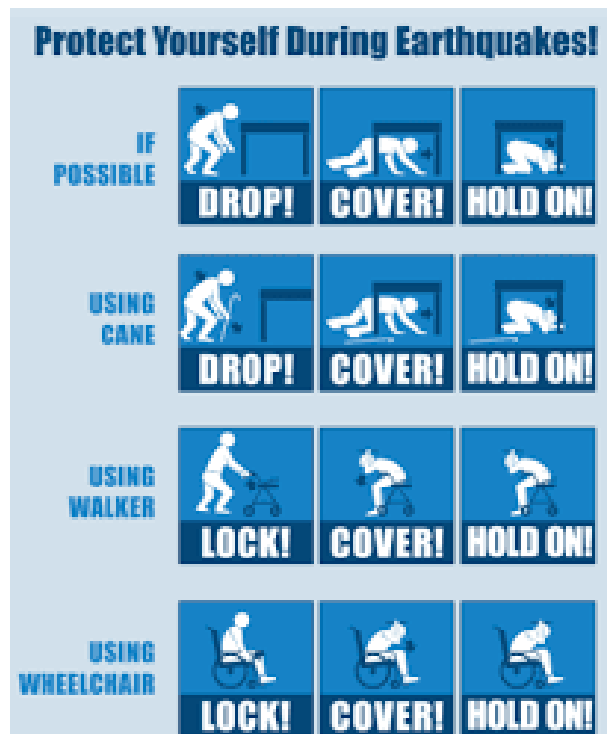 Protect Yourself During Earthquakes!
IF
POSSIBLE
DROP!
COVER!
HOLD ON!
USING
CANE
DROP!
COVER!
HOLD ON!
USING
WALKER
LOCK!
COVER!
HOLD ON!
USING
WHEELCHAIR
LOCK!
COVER!
HOLD ON!